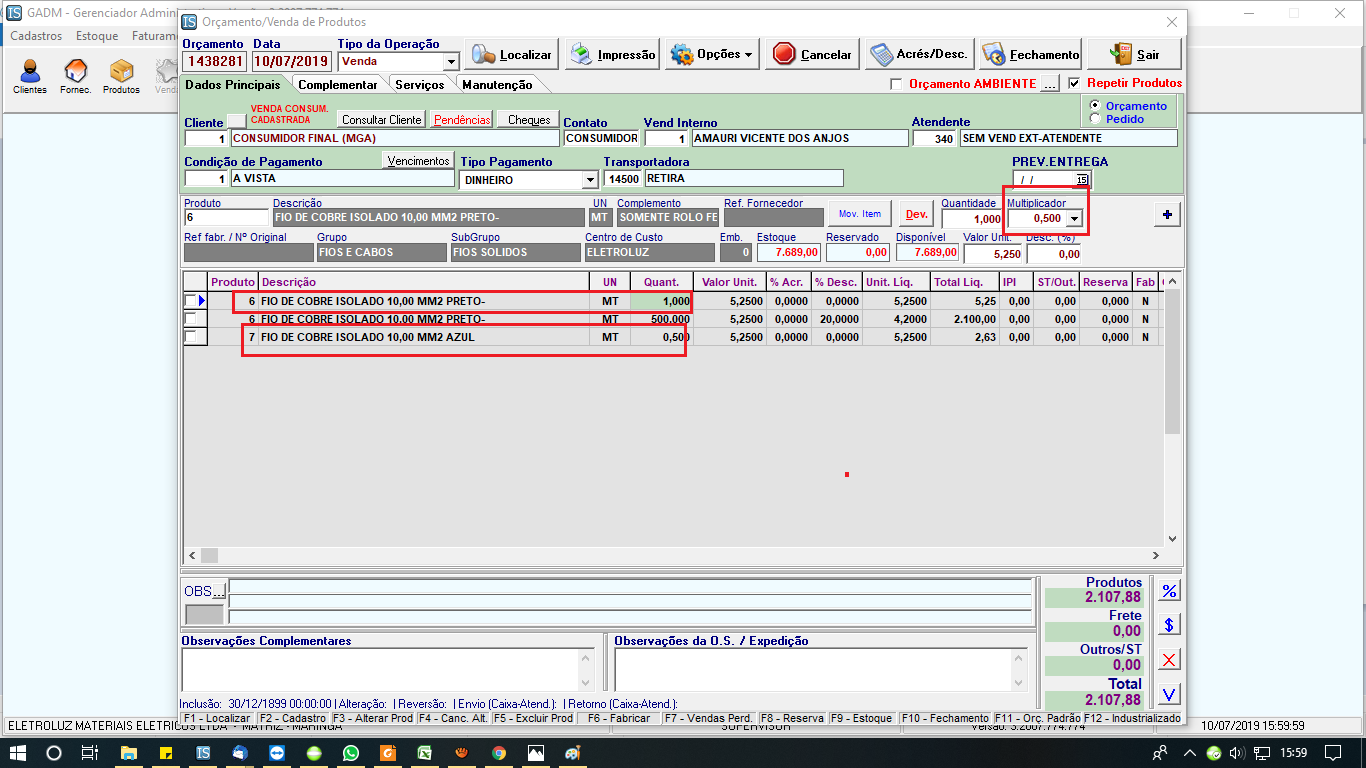 GADM - Gerenciador Admini
Orçamento/Venda de Produtos
Cadastros Estoque Faturam
Clientes Fornec. Produtos Vend
Orçamento Data Tipo da Operação
1438281 10/07/2019 Venda
Localizar Impressão Opções Cancelar Acrés/Desc. Fechamento Sair
Dados Principais Complementar Serviços Manutenção
Orçamento AMBIENTE ... Repetir Produtos
VENDA CONSUM.
CADASTRADA
Orçamento
Pedido
Cliente Consultar Cliente Pendências Cheques Contato Vend Interno Atendente
1 CONSUMIDOR FINAL (MGA) CONSUMIDOR 1 AMAURI VICENTE DOS ANJOS 340 SEM VEND EXT-ATENDENTE
Condição de Pagamento Vencimentos Tipo Pagamento Transportadora PREV.ENTREGA
1 A VISTA DINHEIRO 14500 RETIRA / / 15
Produto Descrição UN Complemento Ref. Fornecedor Quantidade Multiplicador
6 FIO DE COBRE ISOLADO 10,00 MM2 PRETO- MT SOMENTE ROLO FE Mov. Item Dev. 1,000 0,500 +
Ref fabr. / Nº Original Grupo SubGrupo Centro de Custo Emb. Estoque Reservado Disponível Valor Unit. Desc. (%)
FIOS E CABOS FIOS SOLIDOS ELETROLUZ 0 7.689,00 0,00 7.689,00 5,250 0,00
Produto Descrição UN Quant. Valor Unit. % Acr. % Desc. Unit. Líq. Total Liq. IPI ST/Out. Reserva Fab
6 FIO DE COBRE ISOLADO 10,00 MM2 PRETO- MT 1,000 5,2500 0,0000 0,0000 5,2500 5,25 0,00 0,00 0,000 N
6 FIO DE COBRE ISOLADO 10,00 MM2 PRETO- MT 500,000 5,2500 0,0000 20,0000 4,2000 2.100,00 0,00 0,00 0,000 N
7 FIO DE COBRE ISOLADO 10,00 MM2 AZUL MT 0,500 5,2500 0,0000 0,0000 5,2500 2,63 0,00 0,00 0,000 N
OBS ...
Produtos
2.107,88
%
Frete
0,00
$
Outros/ST
0,00
X
Total
2.107,88
V
Observações Complementares Observações da O.S. / Expedição
Inclusão: 30/12/1899 00:00:00 | Alteração: | Reversão: | Envio (Caixa-Atend.): | Retorno (Caixa-Atend.):
F1 - Localizar F2 - Cadastro F3 - Alterar Prod F4 - Canc. Alt. F5 - Excluir Prod F6 - Fabricar F7 - Vendas Perd. F8 - Reserva F9 - Estoque F10 - Fechamento F11 - Orç. Padrão F12 - Industrializado
ELETROLUZ MATERIAIS ELETRICOS LTDA - MATRIZ - MARINGÁ SUPERVISOR Versão: 3.2007.774.774 10/07/2019 15:59:59
15:59